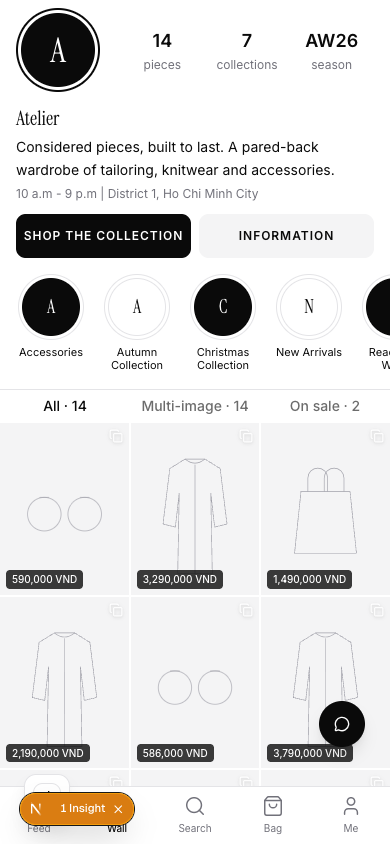 A
14
7
AW26
pieces
collections
season
Atelier
Considered pieces, built to last. A pared-back
wardrobe of tailoring, knitwear and accessories.
10 a.m - 9 p.m | District 1, Ho Chi Minh City
SHOP THE COLLECTION
INFORMATION
A
A
C
N
Accessories
Autumn
Collection
Christmas
Collection
New Arrivals
All · 14
Multi-image · 14
On sale · 2
590,000 VND
3,290,000 VND
1,490,000 VND
2,190,000 VND
586,000 VND
3,790,000 VND
N
1 Insight
Feed
Wall
Search
Bag
Me